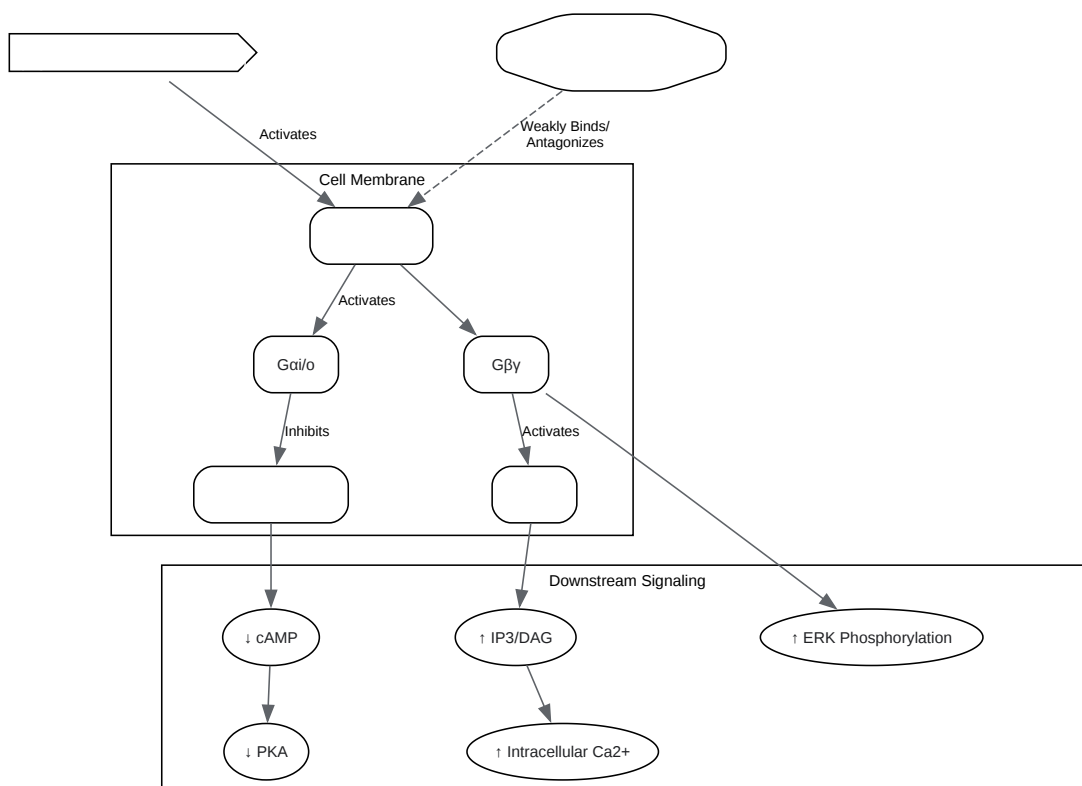 Activates
Weakly Binds/
Antagonizes
Cell Membrane
Activates
Gαi/o
Gβγ
Inhibits
Activates
Downstream Signaling
↓ cAMP
↑ IP3/DAG
↑ ERK Phosphorylation
↓ PKA
↑ Intracellular Ca2+